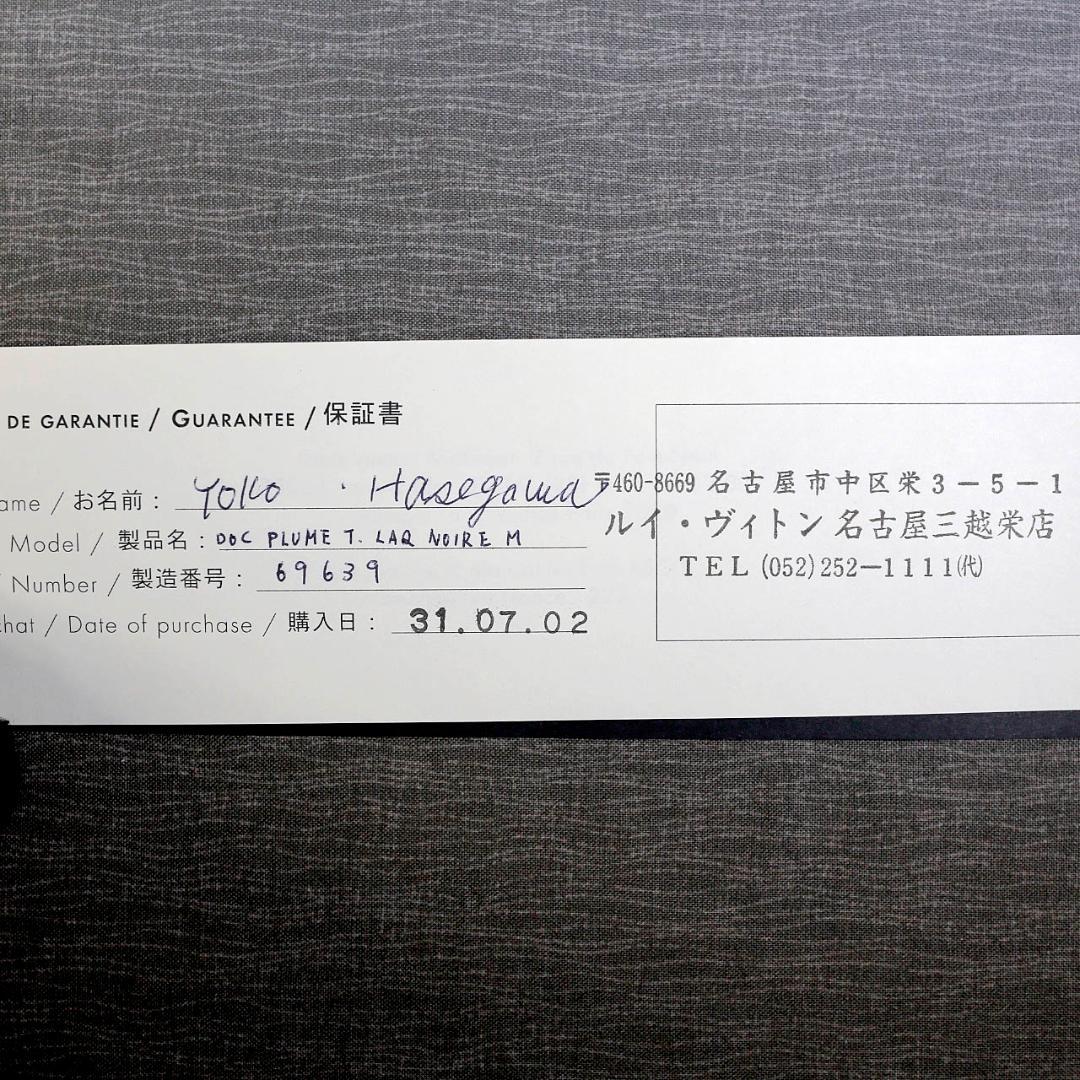 DE GARANTIE / GUARANTEE / 保証書
ame / お名前 : Yoko . Hasegawa
Model / 製品名 : DOC PLUME T. LAQ NOIRE M
Number / 製造番号 : 69639
hat / Date of purchase / 購入日 : 31.07.02
〒460-8669 名古屋市中区栄3-5-1
ルイ・ヴィトン 名古屋三越栄店
TEL (052)252-1111㈹